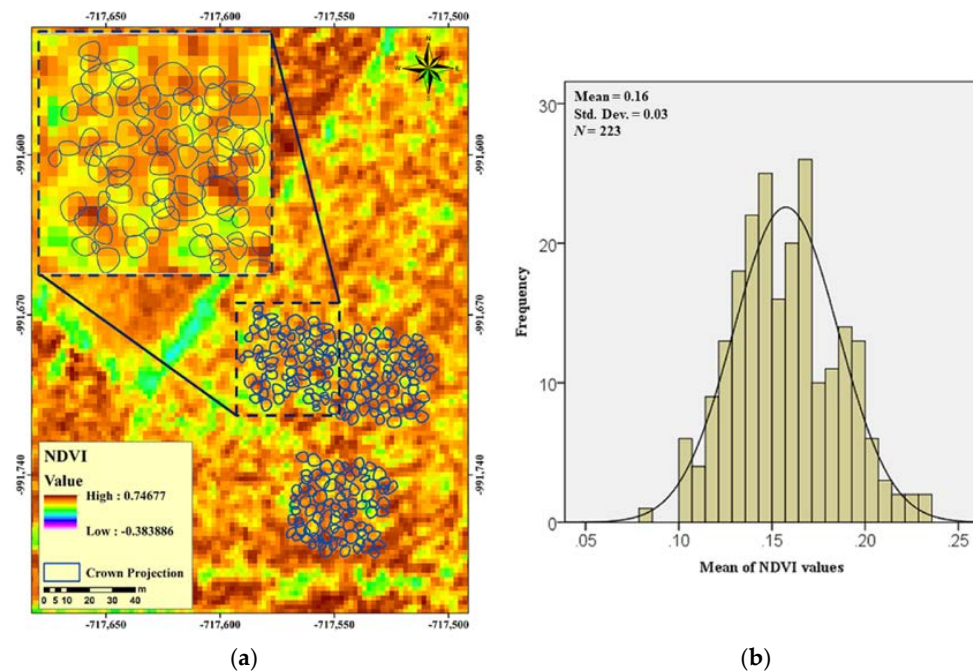 -717,650 -717,600 -717,550 -717,500
N
W E
S
-991,600 -991,600
-991,670 -991,670
-991,740 -991,740
NDVI
Value
High : 0.74677
Low : -0.383886
Crown Projection
0 5 10 20 30 40 m
-717,650 -717,600 -717,550 -717,500
(a)
Mean = 0.16
Std. Dev. = 0.03
N = 223
30
20
10
0
Frequency
.05 .10 .15 .20 .25
Mean of NDVI values
(b)